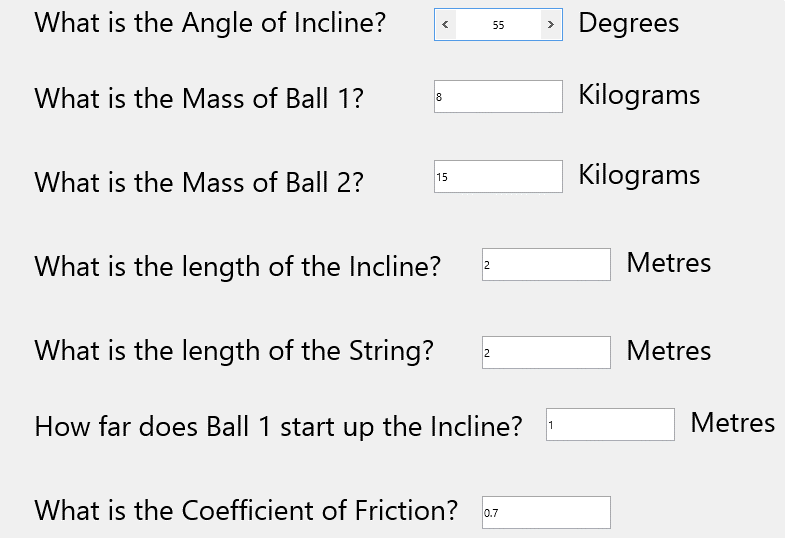 What is the Angle of Incline? < 55 > Degrees
What is the Mass of Ball 1? 8 Kilograms
What is the Mass of Ball 2? 15 Kilograms
What is the length of the Incline? 2 Metres
What is the length of the String? 2 Metres
How far does Ball 1 start up the Incline? 1 Metres
What is the Coefficient of Friction? 0.7